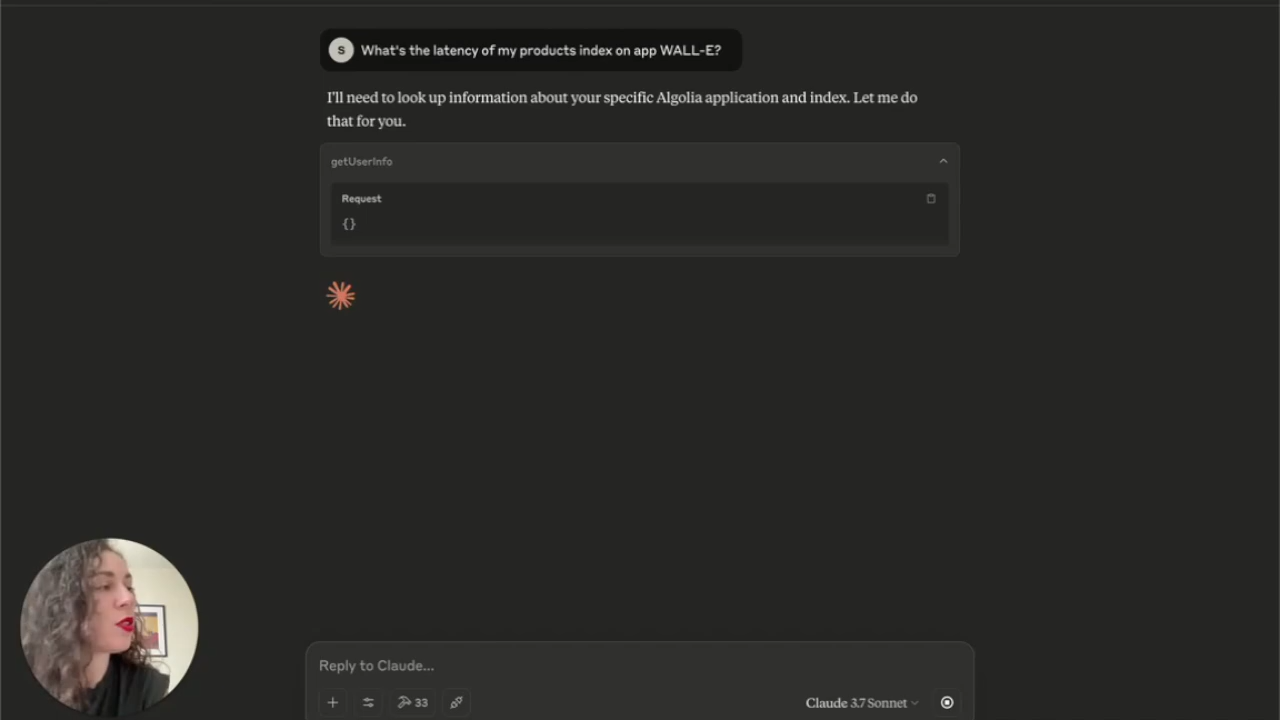 S What's the latency of my products index on app WALL-E?
I'll need to look up information about your specific Algolia application and index. Let me do
that for you.
getUserInfo
Request
{}
Reply to Claude...
33
Claude 3.7 Sonnet